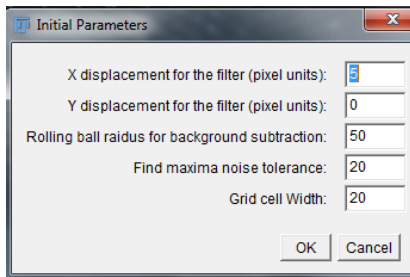 Initial Parameters
X displacement for the filter (pixel units): 5
Y displacement for the filter (pixel units): 0
Rolling ball raidus for background subtraction: 50
Find maxima noise tolerance: 20
Grid cell Width: 20
OK Cancel